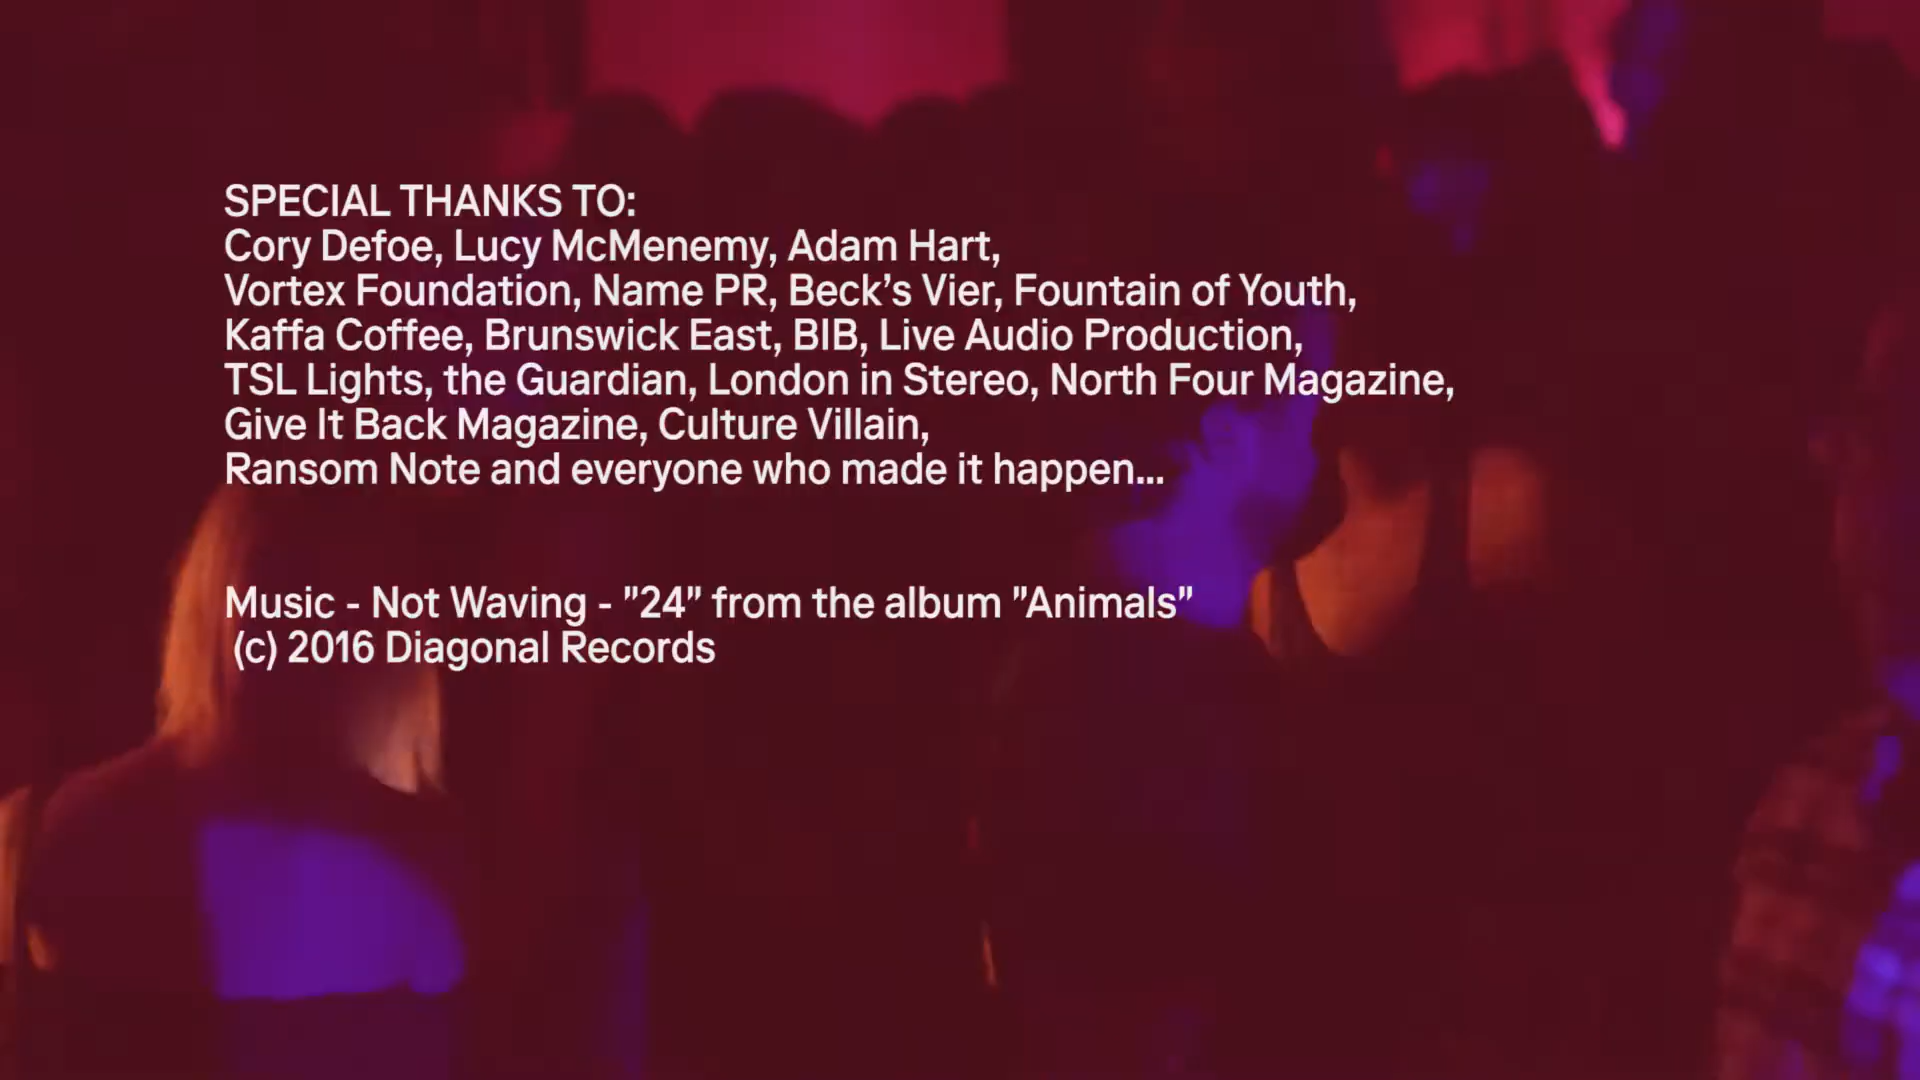 SPECIAL THANKS TO:
Cory Defoe, Lucy McMenemy, Adam Hart,
Vortex Foundation, Name PR, Beck’s Vier, Fountain of Youth,
Kaffa Coffee, Brunswick East, BIB, Live Audio Production,
TSL Lights, the Guardian, London in Stereo, North Four Magazine,
Give It Back Magazine, Culture Villain,
Ransom Note and everyone who made it happen...
Music - Not Waving - ”24” from the album ”Animals”
(c) 2016 Diagonal Records